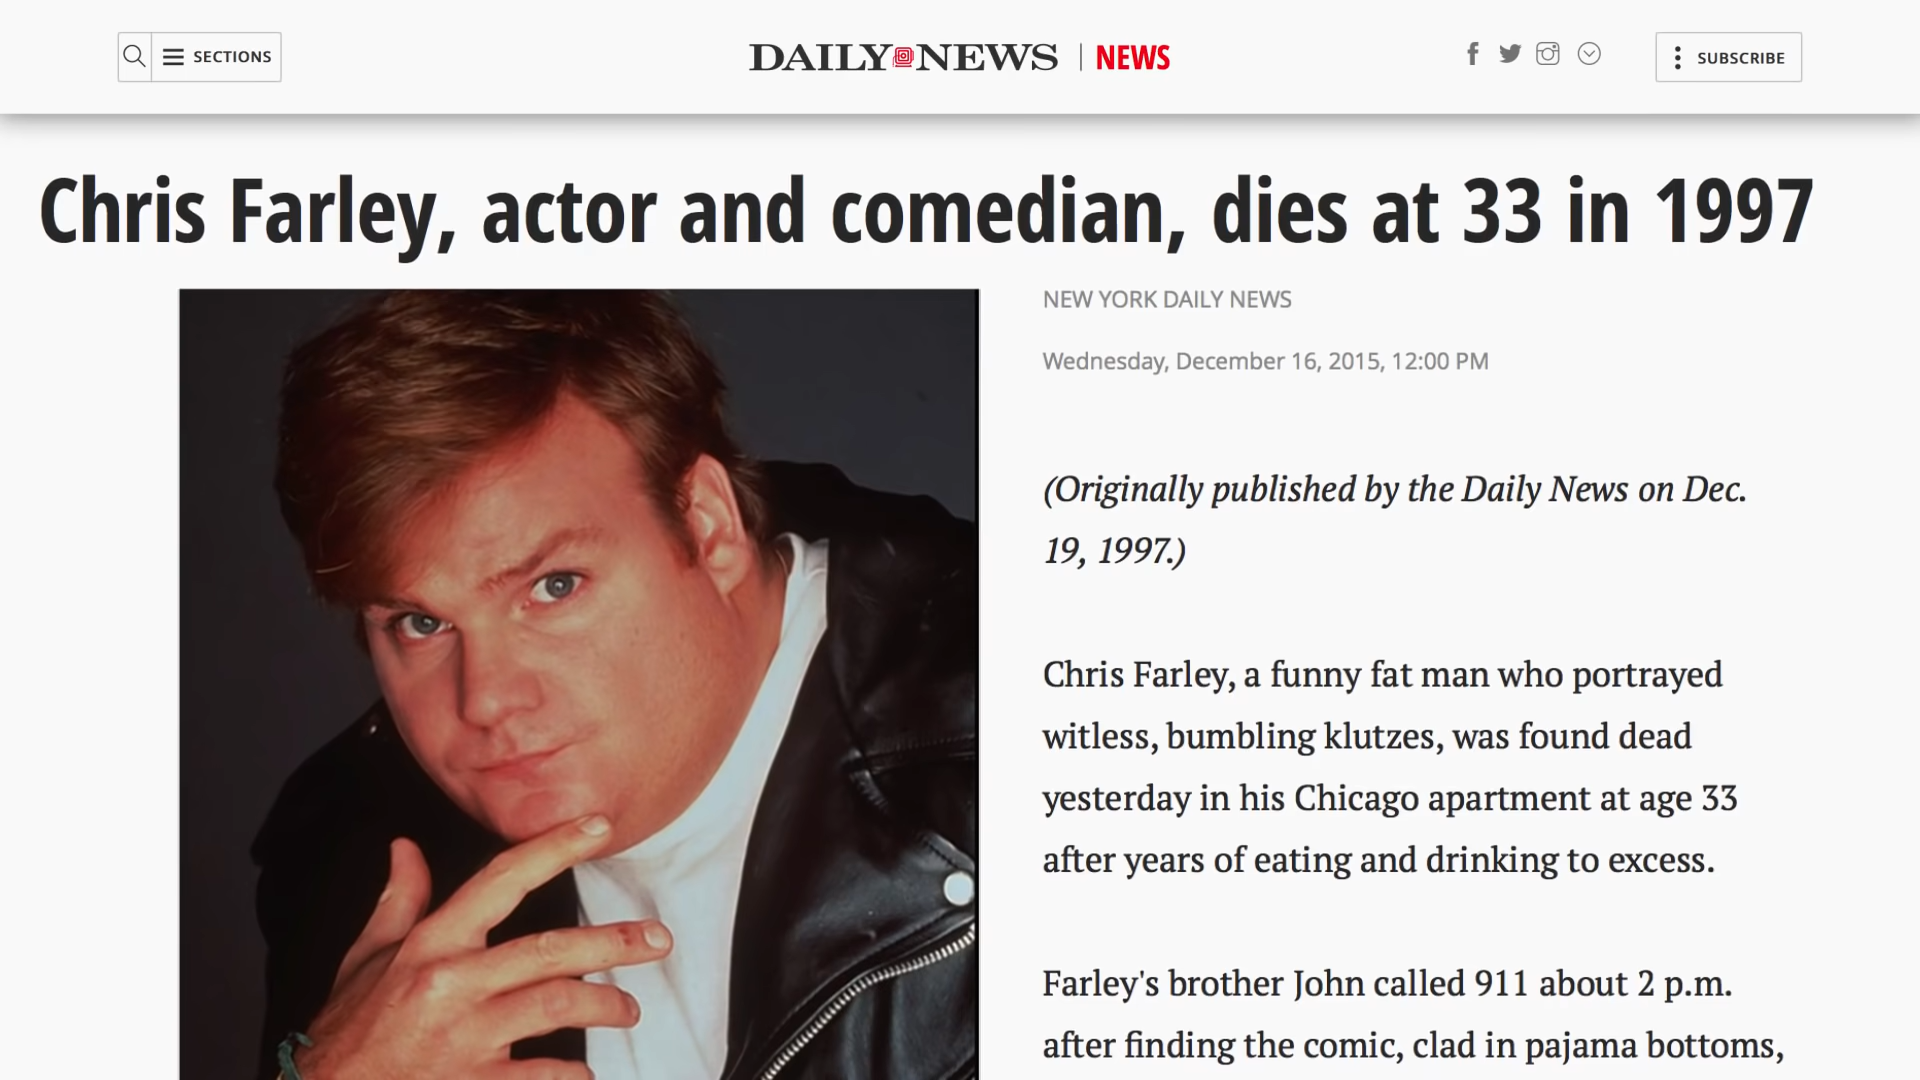 SECTIONS
DAILY NEWS | NEWS
SUBSCRIBE
Chris Farley, actor and comedian, dies at 33 in 1997
NEW YORK DAILY NEWS
Wednesday, December 16, 2015, 12:00 PM
(Originally published by the Daily News on Dec.
19, 1997.)
Chris Farley, a funny fat man who portrayed
witless, bumbling klutzes, was found dead
yesterday in his Chicago apartment at age 33
after years of eating and drinking to excess.
Farley's brother John called 911 about 2 p.m.
after finding the comic, clad in pajama bottoms,